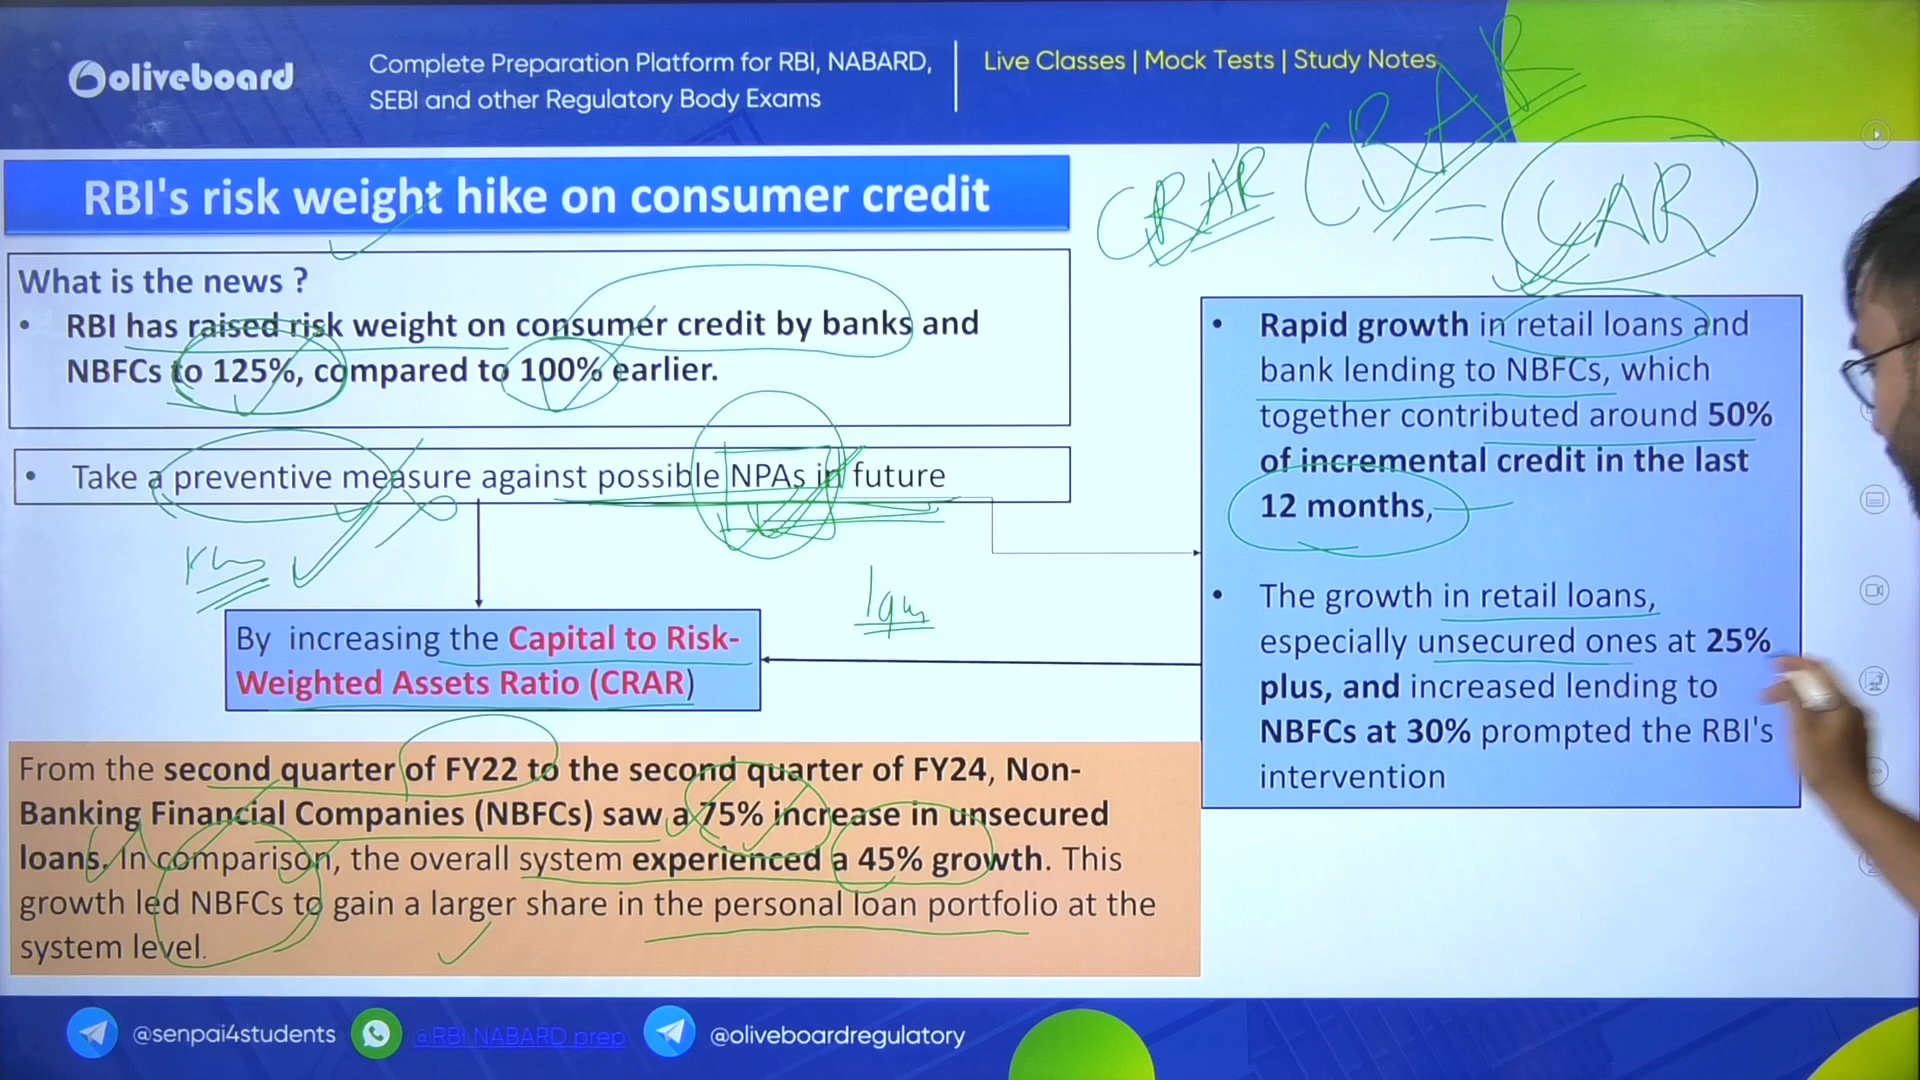 oliveboard
Complete Preparation Platform for RBI, NABARD,
SEBI and other Regulatory Body Exams
Live Classes | Mock Tests | Study Notes
CRAR
CRAR = CAR
RBI's risk weight hike on consumer credit
What is the news ?
• RBI has raised risk weight on consumer credit by banks and
NBFCs to 125%, compared to 100% earlier.
• Take a preventive measure against possible NPAs in future
By increasing the Capital to Risk-
Weighted Assets Ratio (CRAR)
From the second quarter of FY22 to the second quarter of FY24, Non-
Banking Financial Companies (NBFCs) saw a 75% increase in unsecured
loans. In comparison, the overall system experienced a 45% growth. This
growth led NBFCs to gain a larger share in the personal loan portfolio at the
system level.
• Rapid growth in retail loans and
bank lending to NBFCs, which
together contributed around 50%
of incremental credit in the last
12 months,
• The growth in retail loans,
especially unsecured ones at 25%
plus, and increased lending to
NBFCs at 30% prompted the RBI's
intervention
@senpai4students
@RBI NABARD prep
@oliveboardregulatory